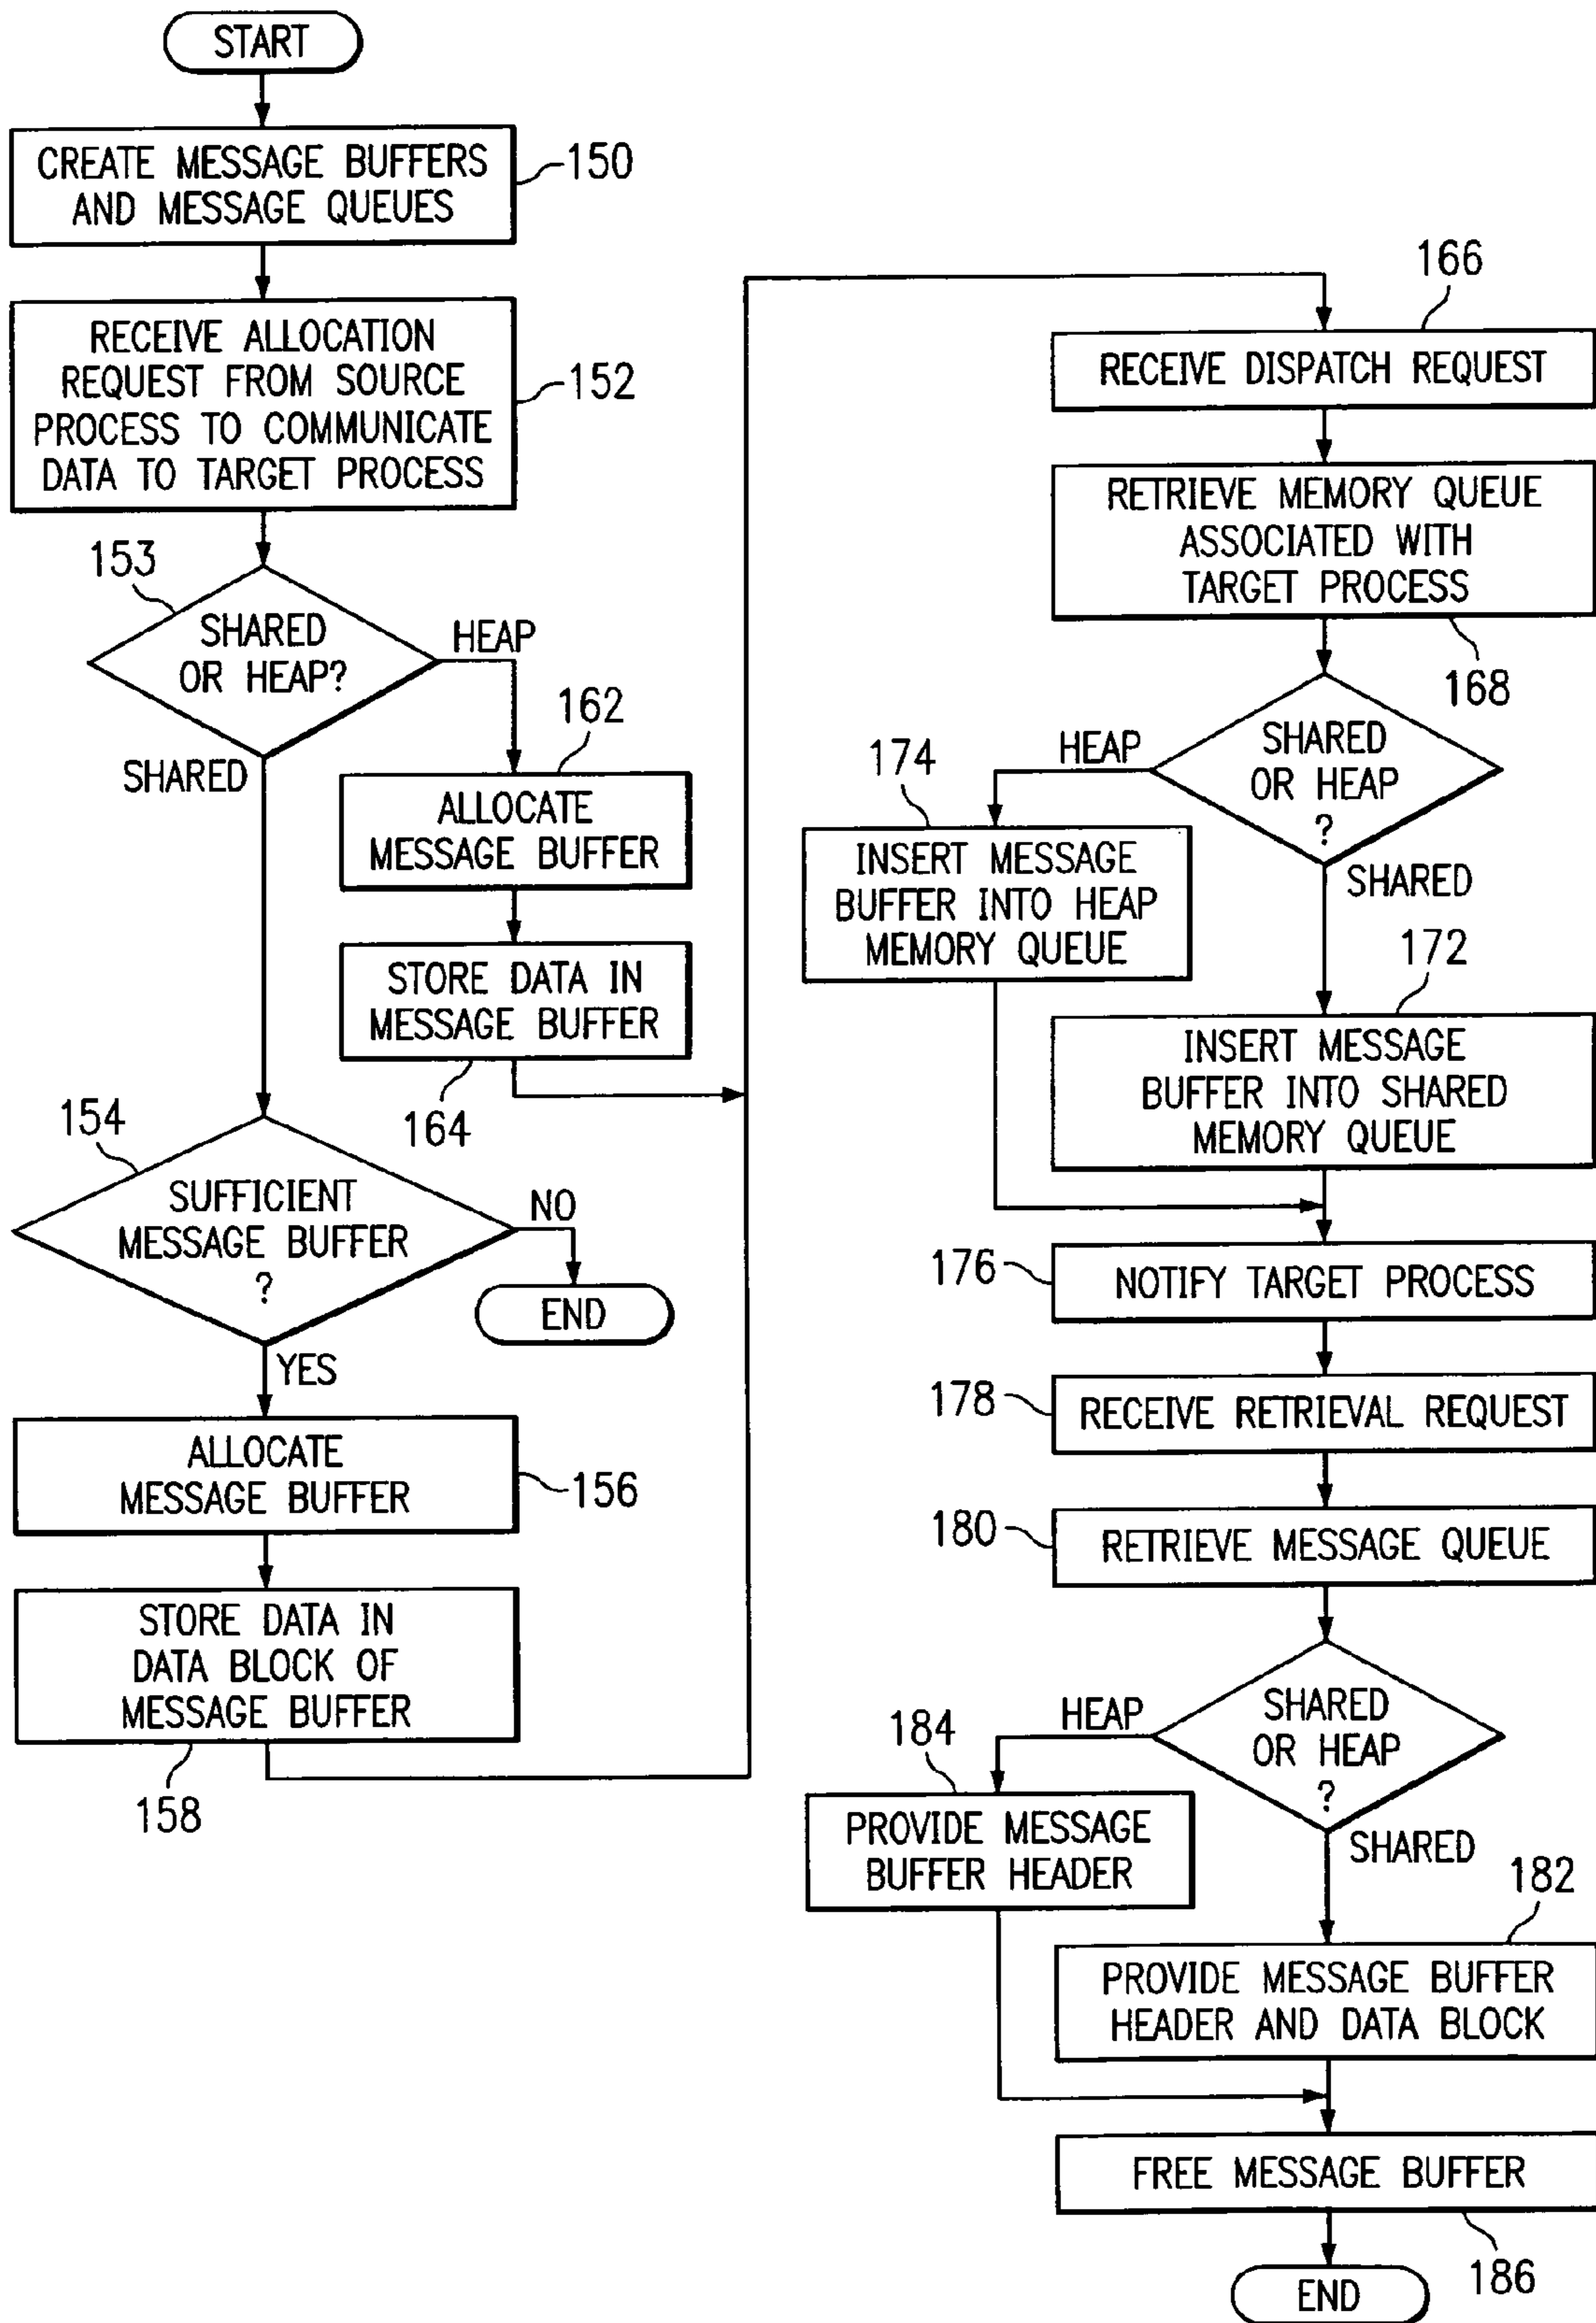 START
CREATE MESSAGE BUFFERS
AND MESSAGE QUEUES
150
RECEIVE ALLOCATION
REQUEST FROM SOURCE
PROCESS TO COMMUNICATE
DATA TO TARGET PROCESS
152
153
SHARED
OR HEAP?
HEAP
SHARED
162
ALLOCATE
MESSAGE BUFFER
STORE DATA IN
MESSAGE BUFFER
164
154
SUFFICIENT
MESSAGE BUFFER
?
NO
END
YES
ALLOCATE
MESSAGE BUFFER
156
STORE DATA IN
DATA BLOCK OF
MESSAGE BUFFER
158
166
RECEIVE DISPATCH REQUEST
RETRIEVE MEMORY QUEUE
ASSOCIATED WITH
TARGET PROCESS
168
SHARED
OR HEAP
?
HEAP
SHARED
174
INSERT MESSAGE
BUFFER INTO HEAP
MEMORY QUEUE
172
INSERT MESSAGE
BUFFER INTO SHARED
MEMORY QUEUE
176
NOTIFY TARGET PROCESS
178
RECEIVE RETRIEVAL REQUEST
180
RETRIEVE MESSAGE QUEUE
SHARED
OR HEAP
?
HEAP
SHARED
184
PROVIDE MESSAGE
BUFFER HEADER
182
PROVIDE MESSAGE BUFFER
HEADER AND DATA BLOCK
FREE MESSAGE BUFFER
186
END